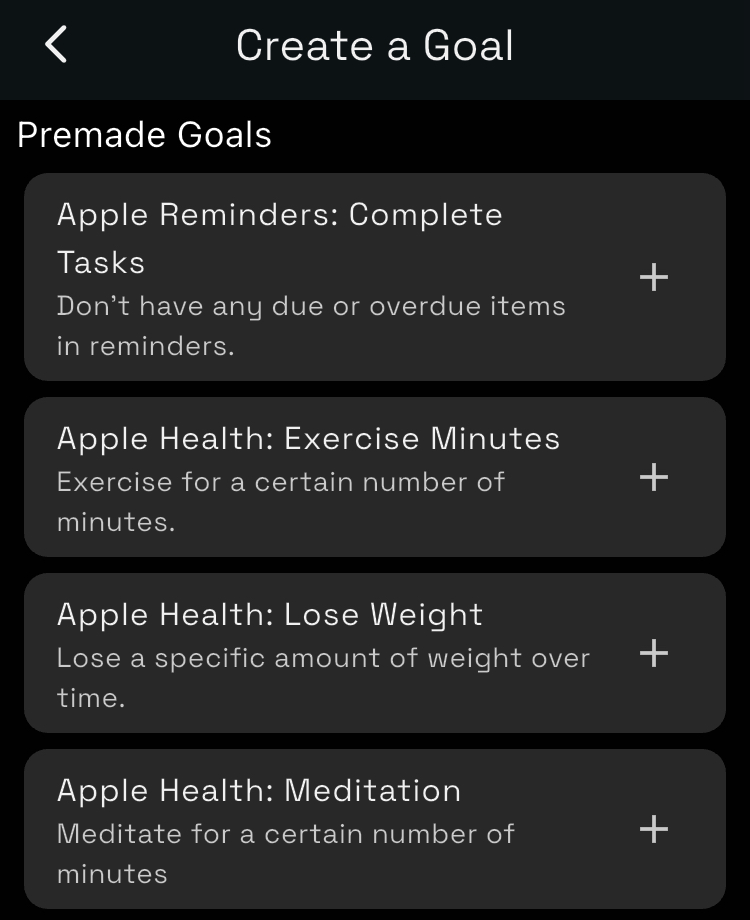 Create a Goal
Premade Goals
Apple Reminders: Complete
Tasks
Don't have any due or overdue items
in reminders.
Apple Health: Exercise Minutes
Exercise for a certain number of
minutes.
Apple Health: Lose Weight
Lose a specific amount of weight over
time.
Apple Health: Meditation
Meditate for a certain number of
minutes